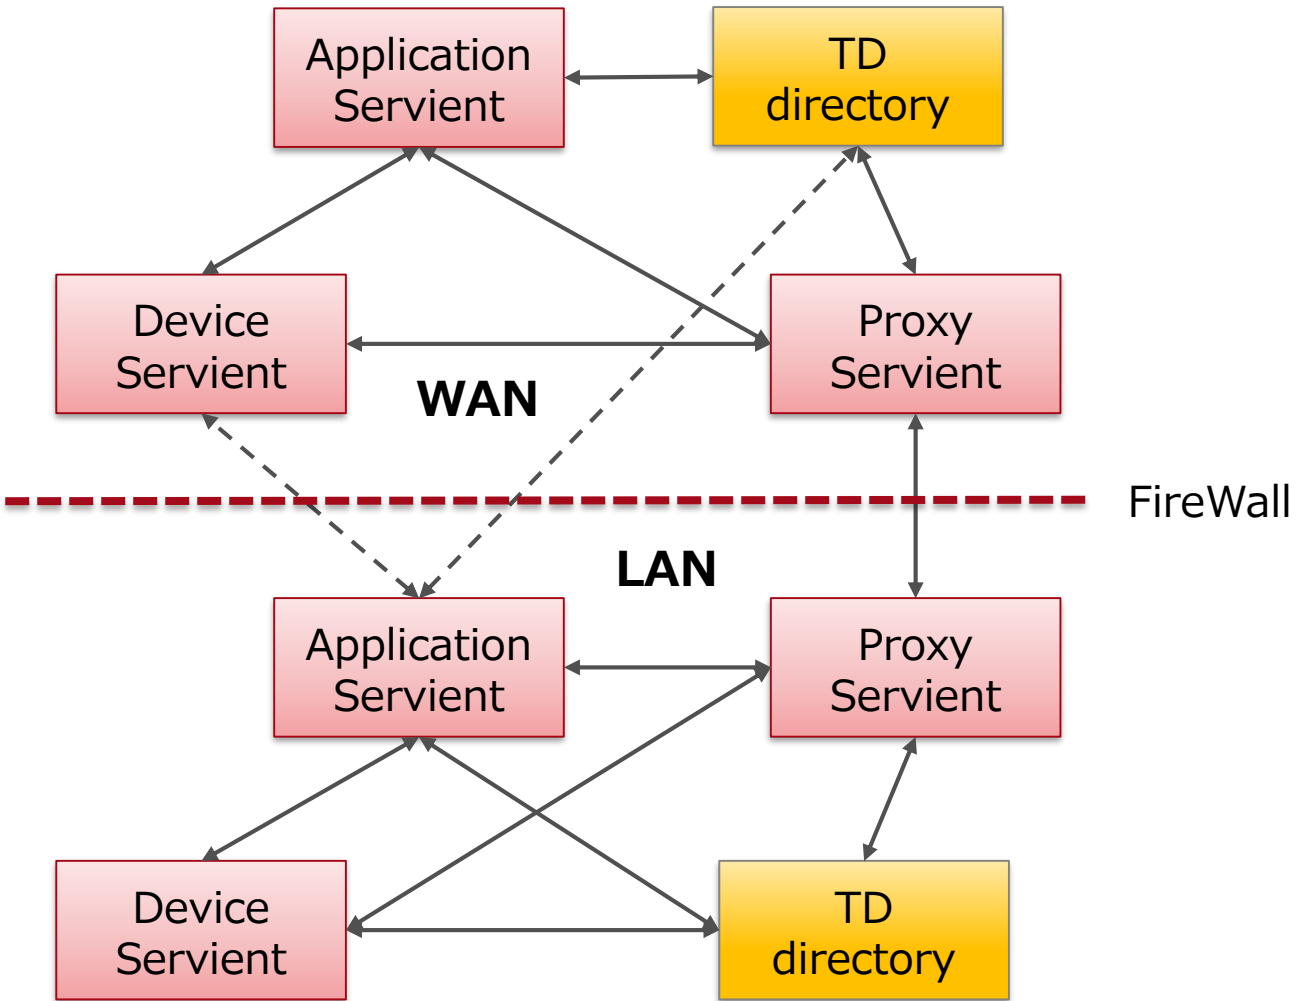 Application
Servient
TD
directory
Device
Servient
Proxy
Servient
WAN
FireWall
LAN
Application
Servient
Proxy
Servient
Device
Servient
TD
directory